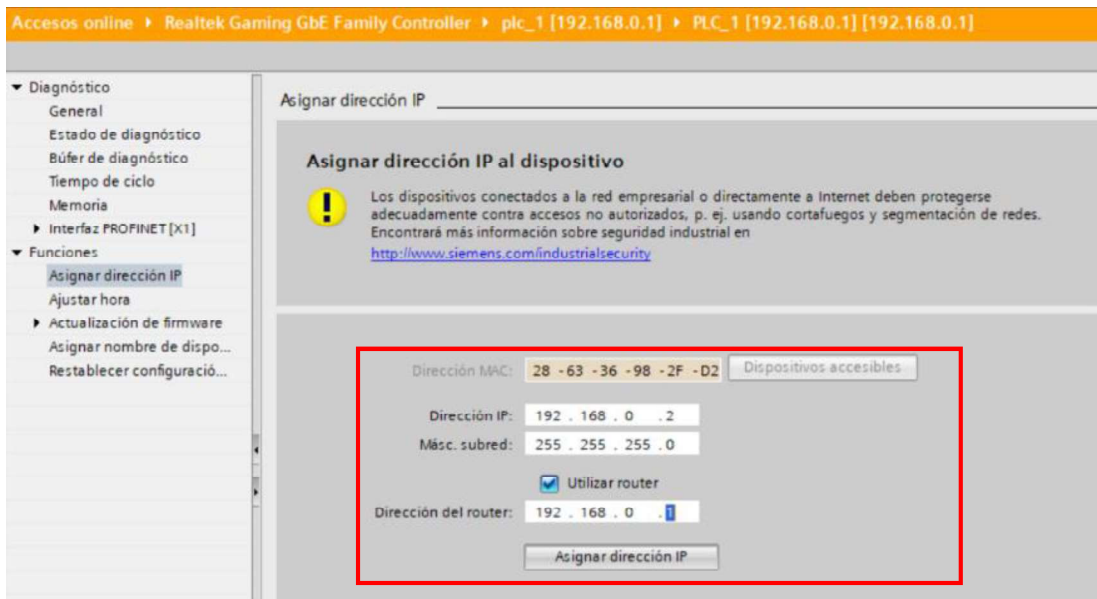 Accesos online ▸ Realtek Gaming GbE Family Controller ▸ plc_1 [192.168.0.1] ▸ PLC_1 [192.168.0.1] [192.168.0.1]
Diagnóstico
General
Estado de diagnóstico
Búfer de diagnóstico
Tiempo de ciclo
Memoria
Interfaz PROFINET [X1]
Funciones
Asignar dirección IP
Ajustar hora
Actualización de firmware
Asignar nombre de dispo...
Restablecer configuració...
Asignar dirección IP
Asignar dirección IP al dispositivo
Los dispositivos conectados a la red empresarial o directamente a Internet deben protegerse
adecuadamente contra accesos no autorizados, p. ej. usando cortafuegos y segmentación de redes.
Encontrará más información sobre seguridad industrial en
http://www.siemens.com/industrialsecurity
Dirección MAC: 28 -63 -36 -98 -2F -D2 Dispositivos accesibles
Dirección IP: 192 . 168 . 0 . 2
Másc. subred: 255 . 255 . 255 . 0
Utilizar router
Dirección del router: 192 . 168 . 0 . 1
Asignar dirección IP